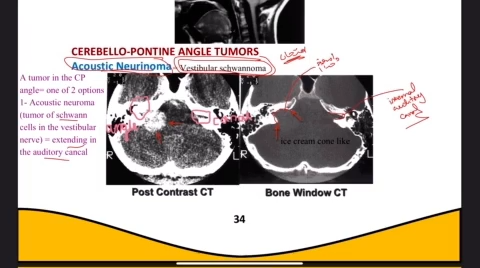 CEREBELLO-PONTINE ANGLE TUMORS
Acoustic Neurinoma - Vestibular schwannoma
A tumor in the CP
angle= one of 2 options
1- Acoustic neuroma
(tumor of schwann
cells in the vestibular
nerve) = extending in
the auditory cancal
internal
auditory
canal
R
L
R
L
ice cream cone like
Post Contrast CT
Bone Window CT
34